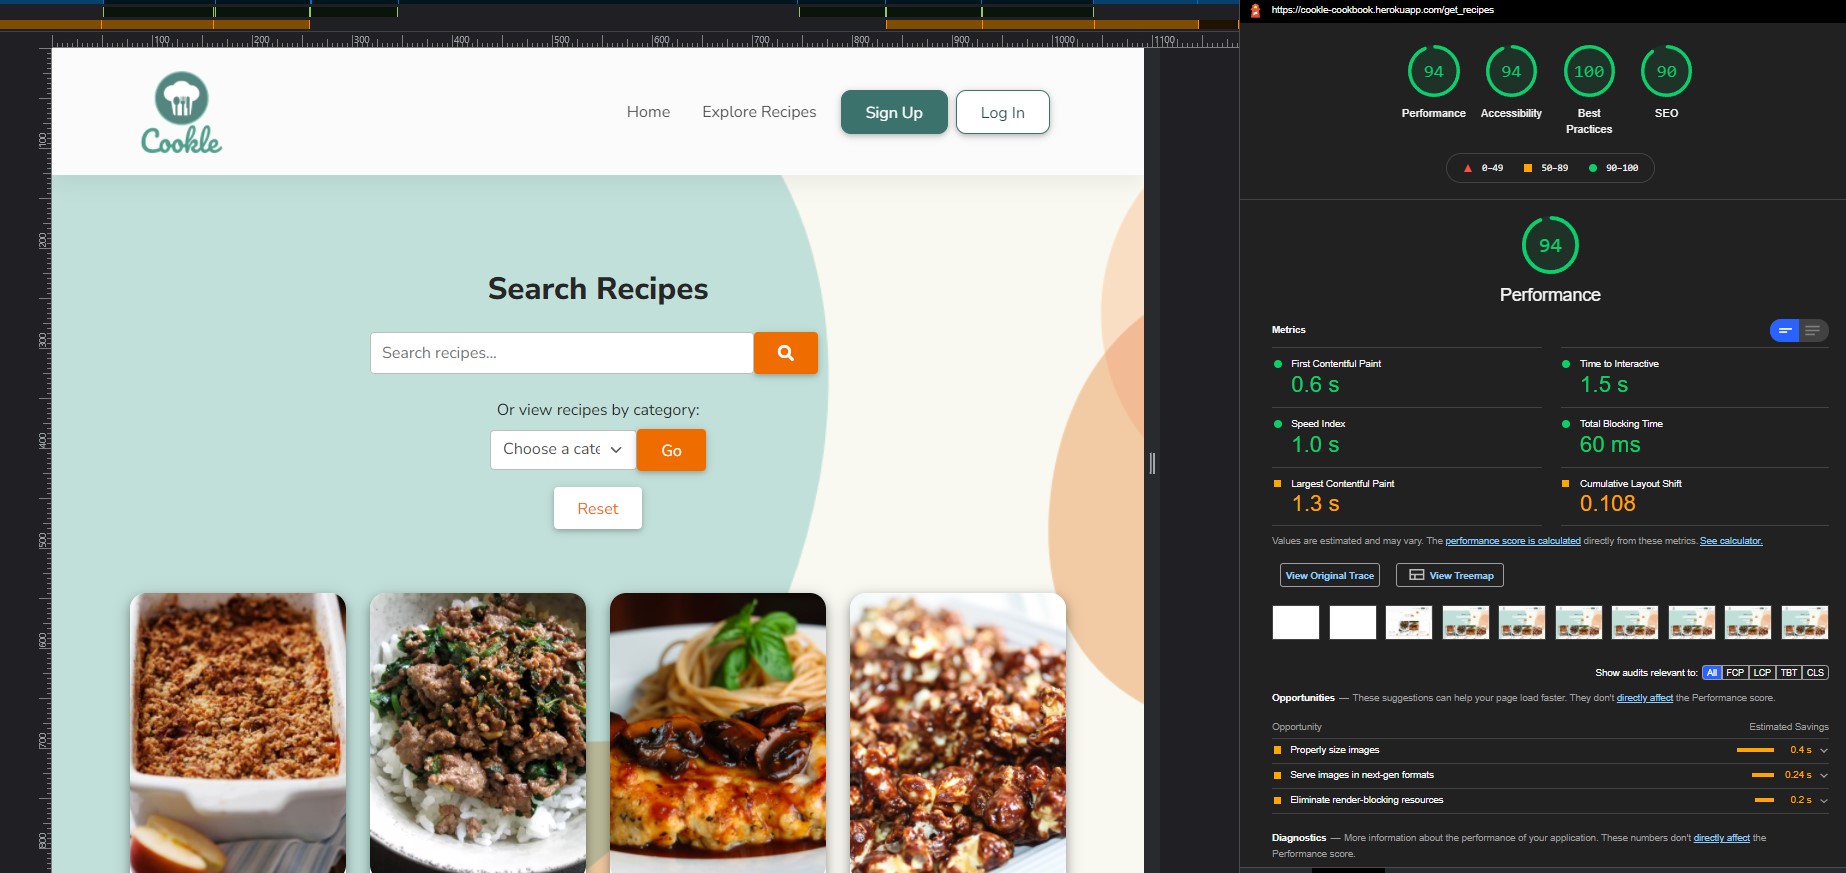 https://cookle-cookbook.herokuapp.com/get_recipes
100 200 300 400 500 600 700 800 900 1000 1100
100
200
300
400
500
600
700
800
Cookle
Home Explore Recipes Sign Up Log In
Search Recipes
Search recipes...
Or view recipes by category:
Choose a cate Go
Reset
94 94 100 90
Performance Accessibility Best Practices SEO
0–49 50–89 90–100
94
Performance
Metrics
First Contentful Paint
0.6 s
Time to Interactive
1.5 s
Speed Index
1.0 s
Total Blocking Time
60 ms
Largest Contentful Paint
1.3 s
Cumulative Layout Shift
0.108
Values are estimated and may vary. The performance score is calculated directly from these metrics. See calculator.
View Original Trace View Treemap
Show audits relevant to: All FCP LCP TBT CLS
Opportunities — These suggestions can help your page load faster. They don't directly affect the Performance score.
Opportunity Estimated Savings
Properly size images 0.4 s
Serve images in next-gen formats 0.24 s
Eliminate render-blocking resources 0.2 s
Diagnostics — More information about the performance of your application. These numbers don't directly affect the
Performance score.